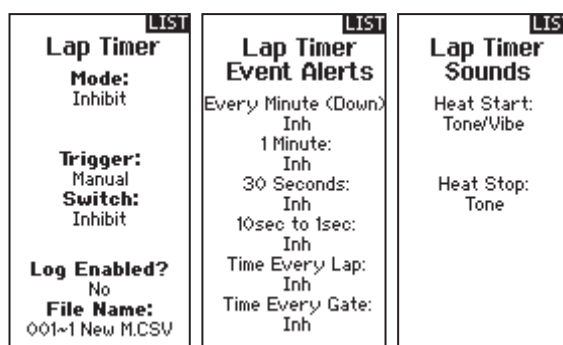 LIST
Lap Timer
Mode:
Inhibit
Trigger:
Manual
Switch:
Inhibit
Log Enabled?
No
File Name:
001~1 New M.CSV
LIST
Lap Timer
Event Alerts
Every Minute (Down)
Inh
1 Minute:
Inh
30 Seconds:
Inh
10sec to 1sec:
Inh
Time Every Lap:
Inh
Time Every Gate:
Inh
LIST
Lap Timer
Sounds
Heat Start:
Tone/Vibe
Heat Stop:
Tone